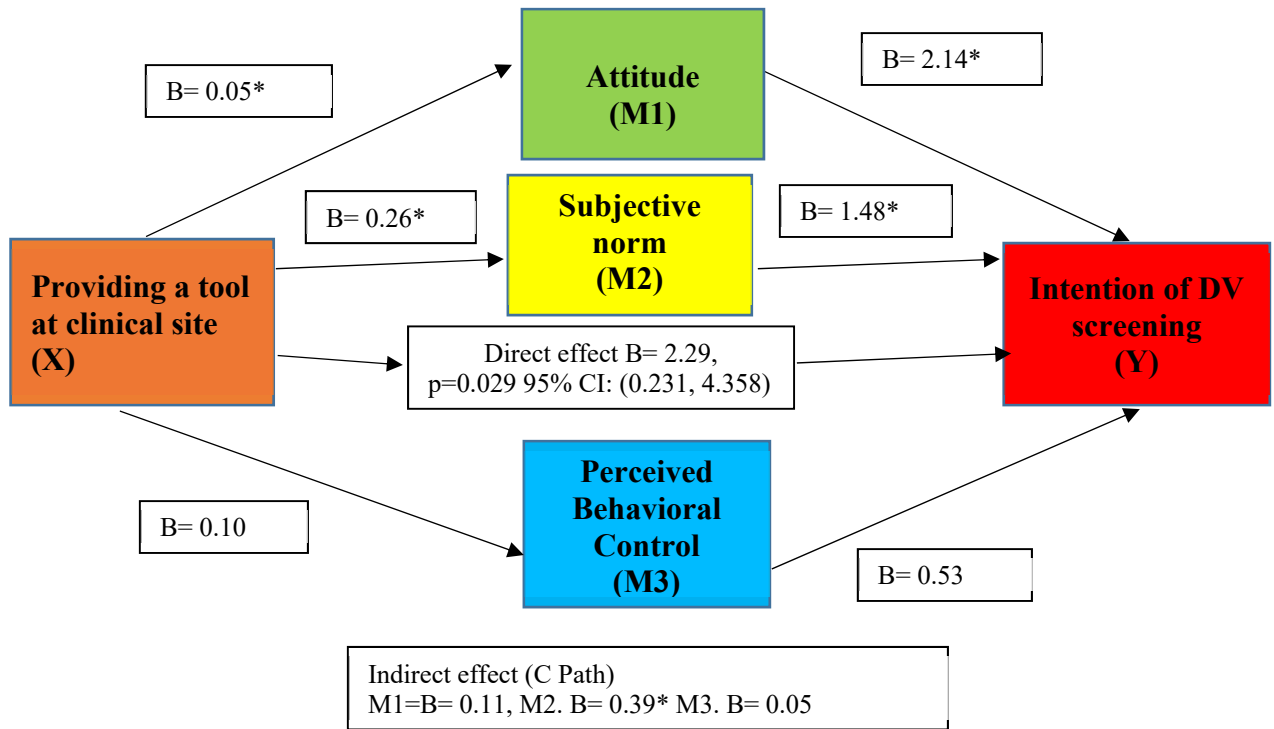 Attitude
(M1)
B= 0.05*
B= 2.14*
Subjective
norm
(M2)
B= 0.26*
B= 1.48*
Providing a tool
at clinical site
(X)
Intention of DV
screening
(Y)
Direct effect B= 2.29,
p=0.029 95% CI: (0.231, 4.358)
Perceived
Behavioral
Control
(M3)
B= 0.10
B= 0.53
Indirect effect (C Path)
M1=B= 0.11, M2. B= 0.39* M3. B= 0.05